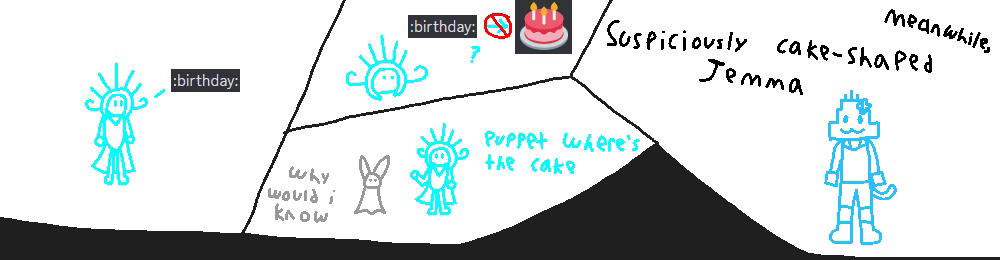 :birthday:
:birthday:
?
why
would i
know
Puppet where's
the cake
meanwhile,
Suspiciously cake-shaped
Jemma